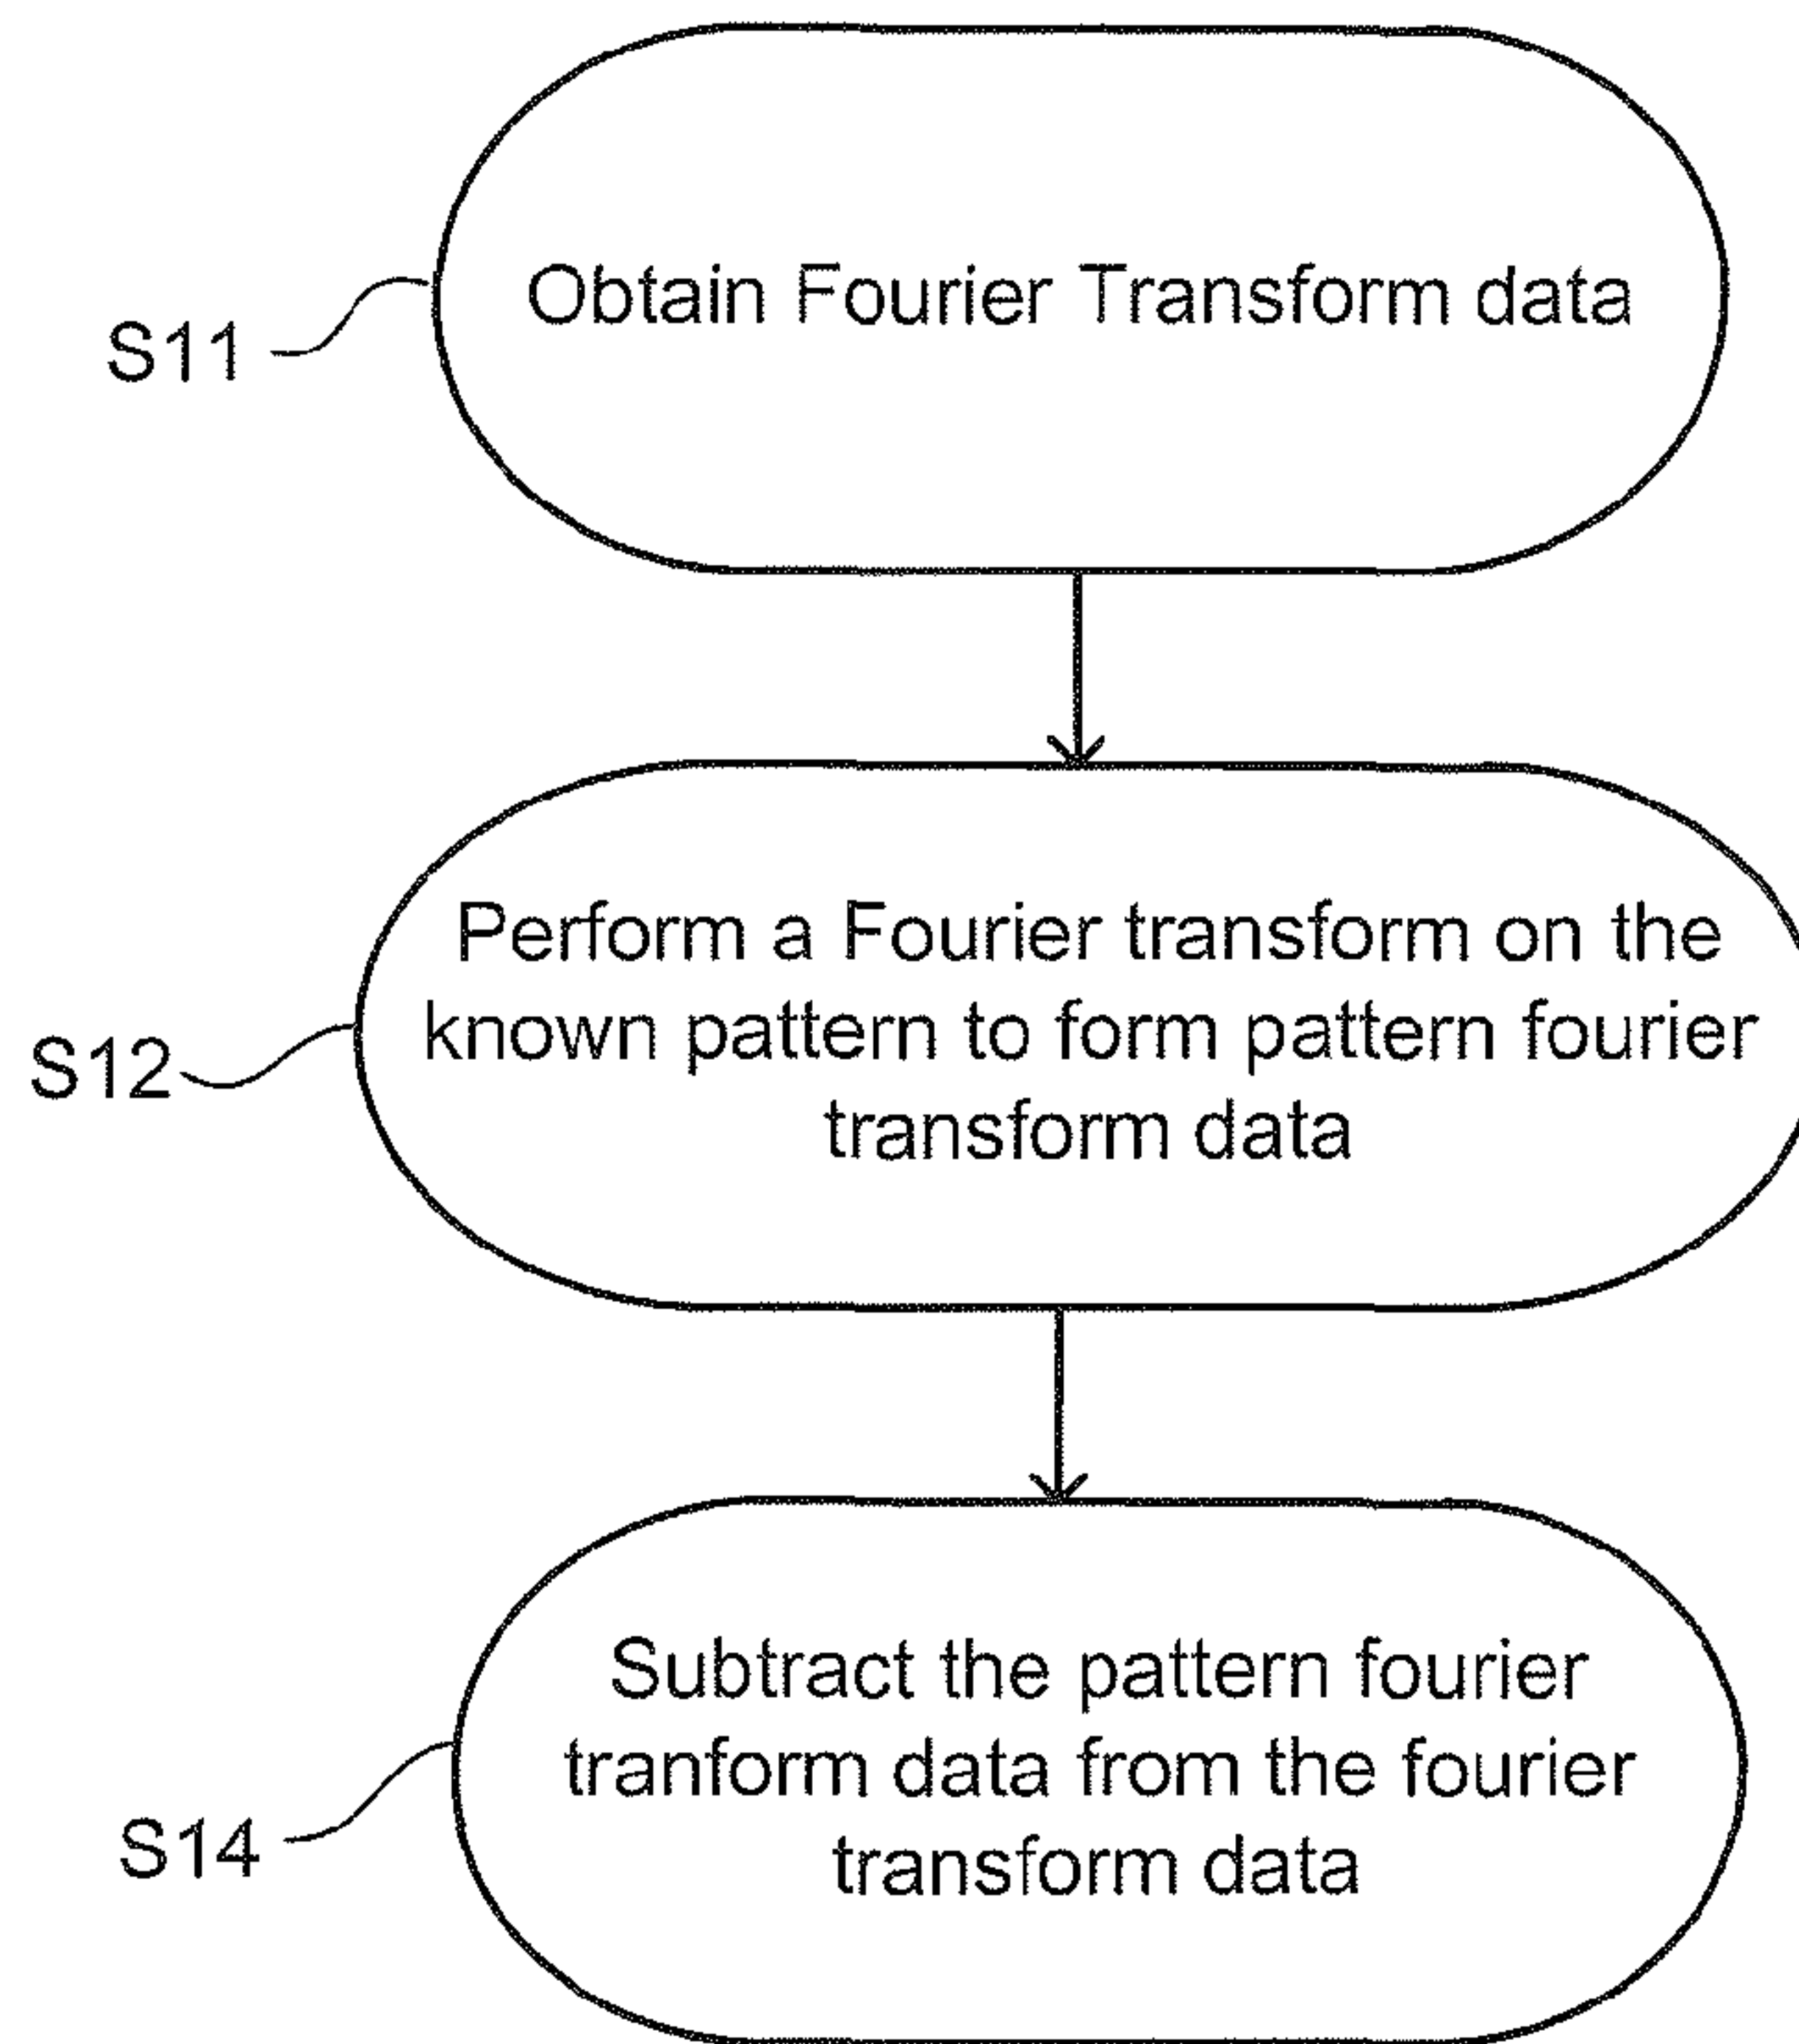 Obtain Fourier Transform data
S11
Perform a Fourier transform on the
known pattern to form pattern fourier
S12
transform data
Subtract the pattern fourier
tranform data from the fourier
S14
transform data